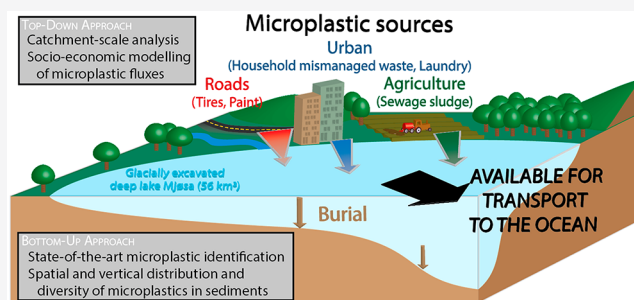 Microplastic sources
TOP-DOWN APPROACH
Catchment-scale analysis
Socio-economic modelling
of microplastic fluxes
Urban
(Household mismanaged waste, Laundry)
Roads
(Tires, Paint)
Agriculture
(Sewage sludge)
Glacially excavated
deep lake Mjøsa (56 km³)
AVAILABLE FOR
TRANSPORT
TO THE OCEAN
Burial
BOTTOM-UP APPROACH
State-of-the-art microplastic identification
Spatial and vertical distribution and
diversity of microplastics in sediments